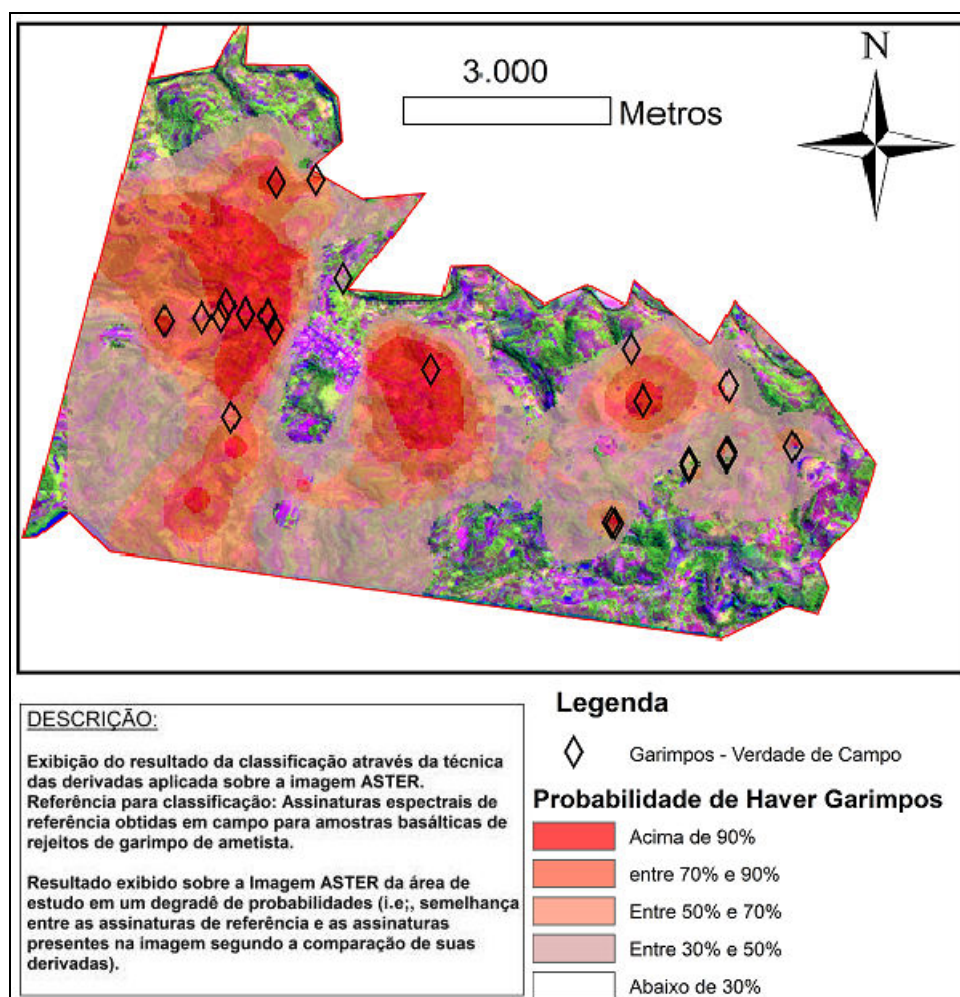 3.000
Metros
N
DESCRIÇÃO:
Exibição do resultado da classificação através da técnica
das derivadas aplicada sobre a imagem ASTER.
Referência para classificação: Assinaturas espectrais de
referência obtidas em campo para amostras basálticas de
rejeitos de garimpo de ametista.
Resultado exibido sobre a Imagem ASTER da área de
estudo em um degradê de probabilidades (i.e;, semelhança
entre as assinaturas de referência e as assinaturas
presentes na imagem segundo a comparação de suas
derivadas).
Legenda
Garimpos - Verdade de Campo
Probabilidade de Haver Garimpos
Acima de 90%
entre 70% e 90%
Entre 50% e 70%
Entre 30% e 50%
Abaixo de 30%